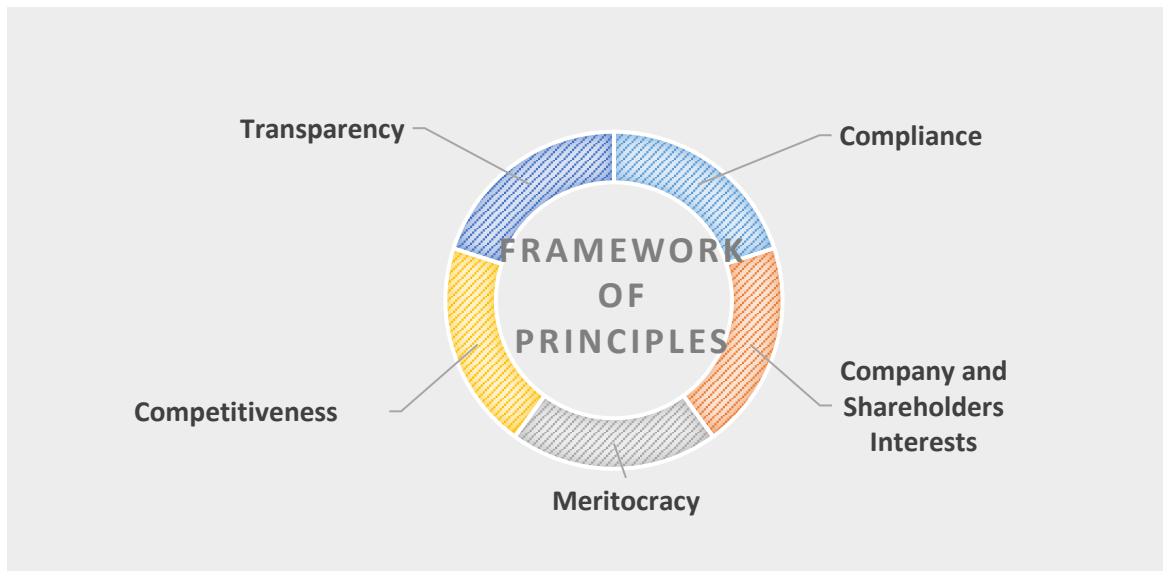 Transparency
Compliance
FRAMEWORK
OF
PRINCIPLES
Company and
Shareholders
Interests
Competitiveness
Meritocracy